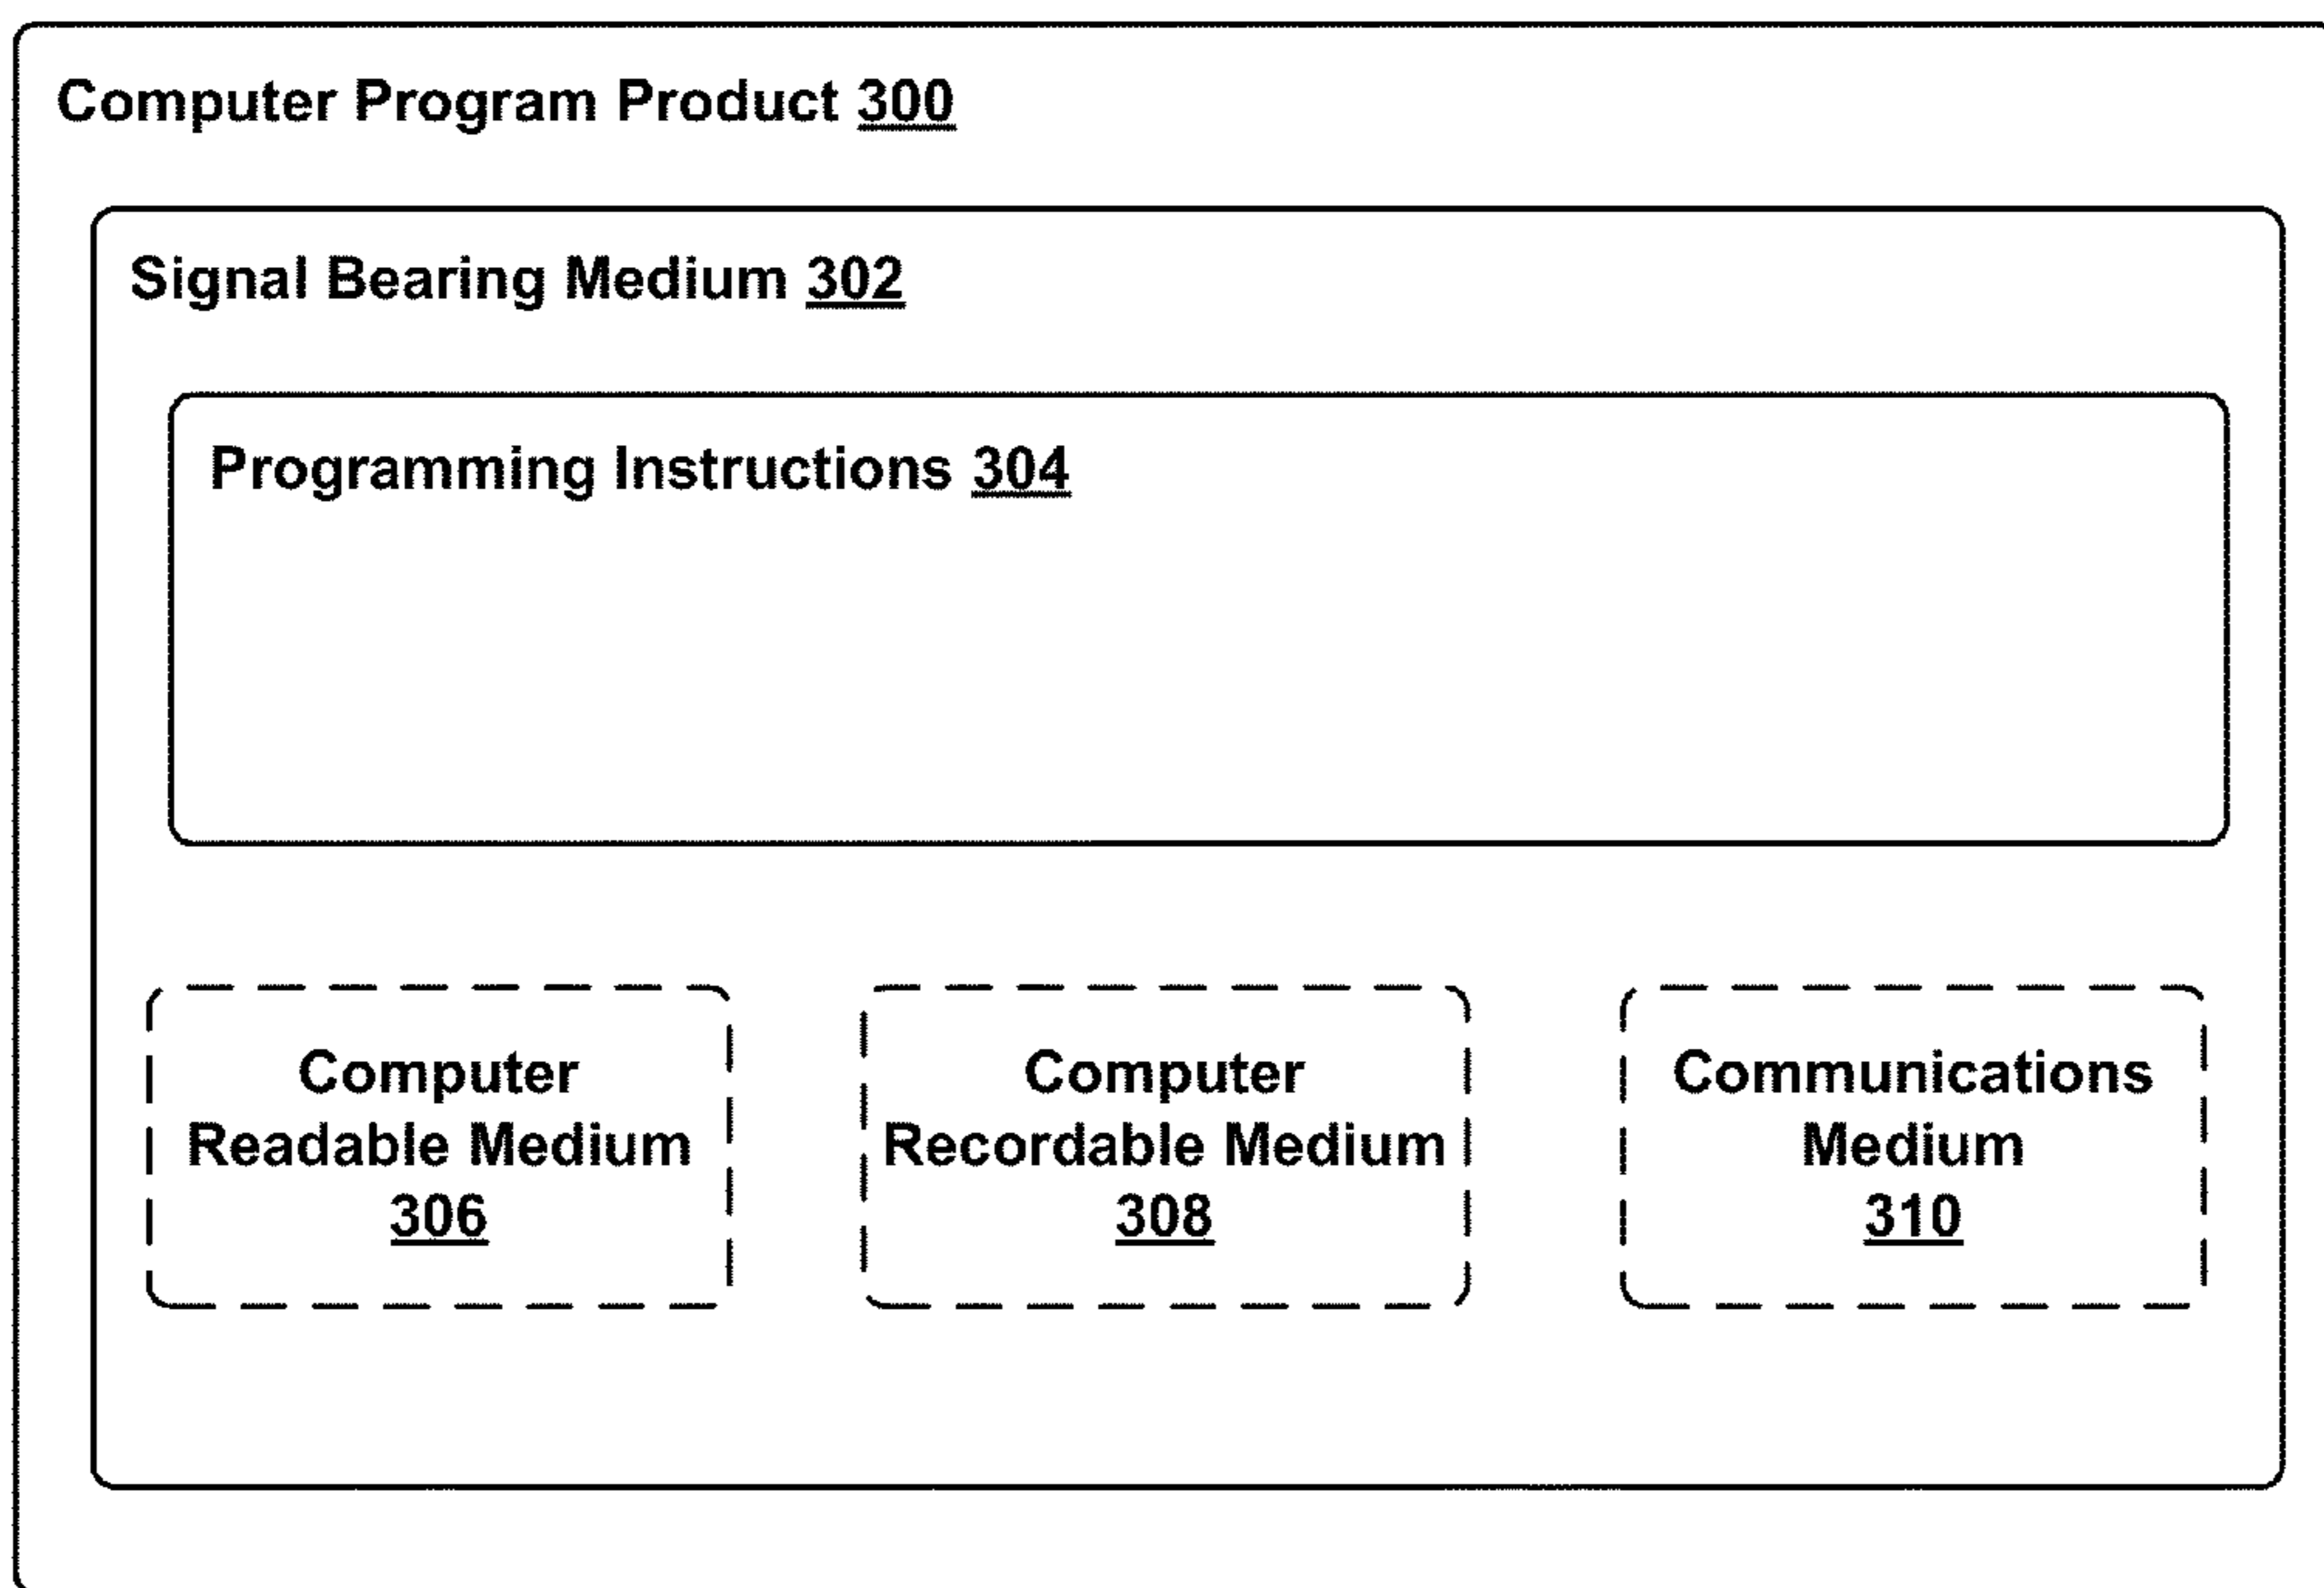 Computer Program Product 300
Signal Bearing Medium 302
Programming Instructions 304
Computer
Readable Medium
306
Computer
Recordable Medium
308
Communications
Medium
310